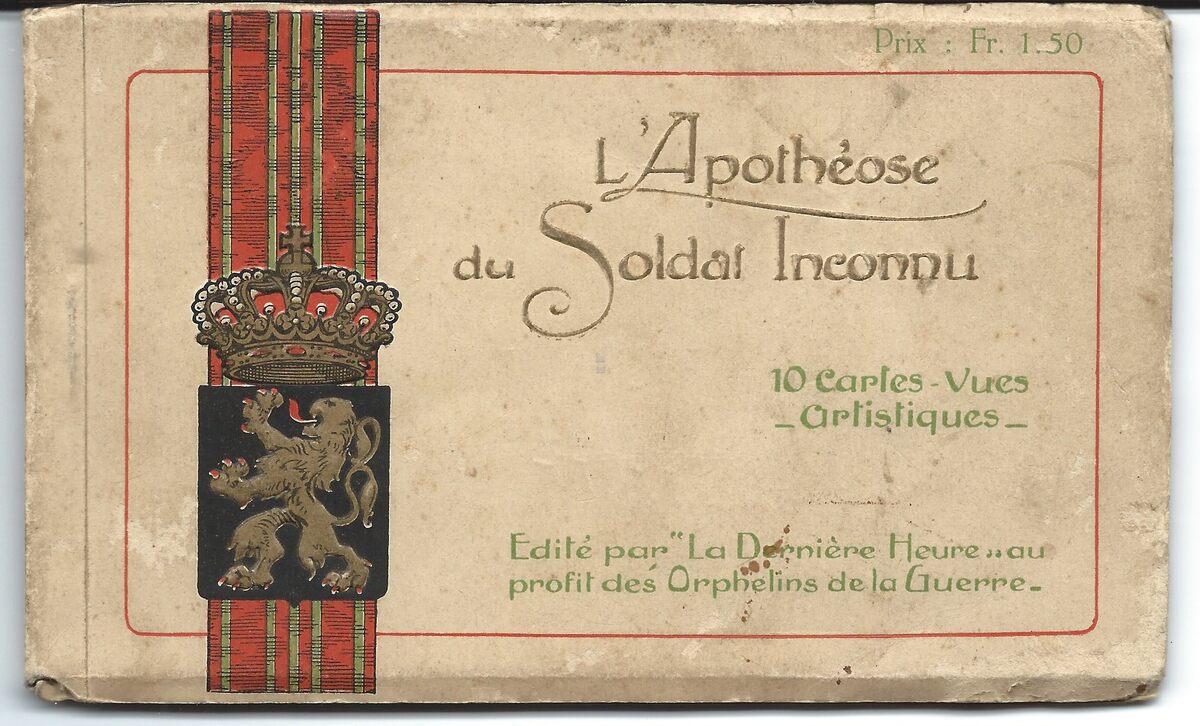 Prix : Fr. 1.50
L'Apothéose
du Soldat Inconnu
10 Cartes-Vues
_ Artistiques _
Edité par "La Dernière Heure„ au
profit des Orphelins de la Guerre_